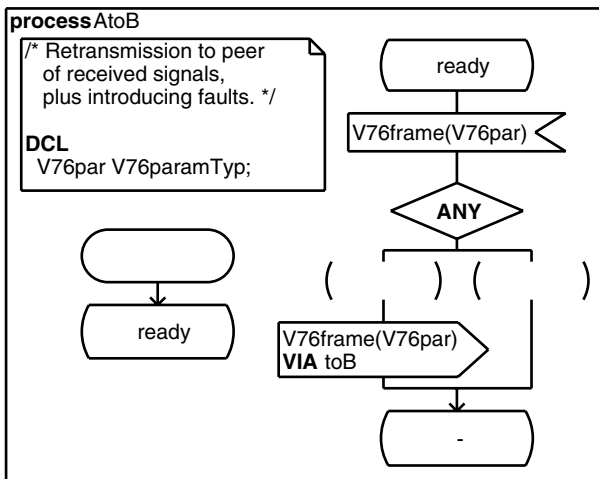 process AtoB
/* Retransmission to peer
of received signals,
plus introducing faults. */
DCL
V76par V76paramTyp;
ready
ready
V76frame(V76par)
ANY
( ) ( )
V76frame(V76par)
VIA toB
-